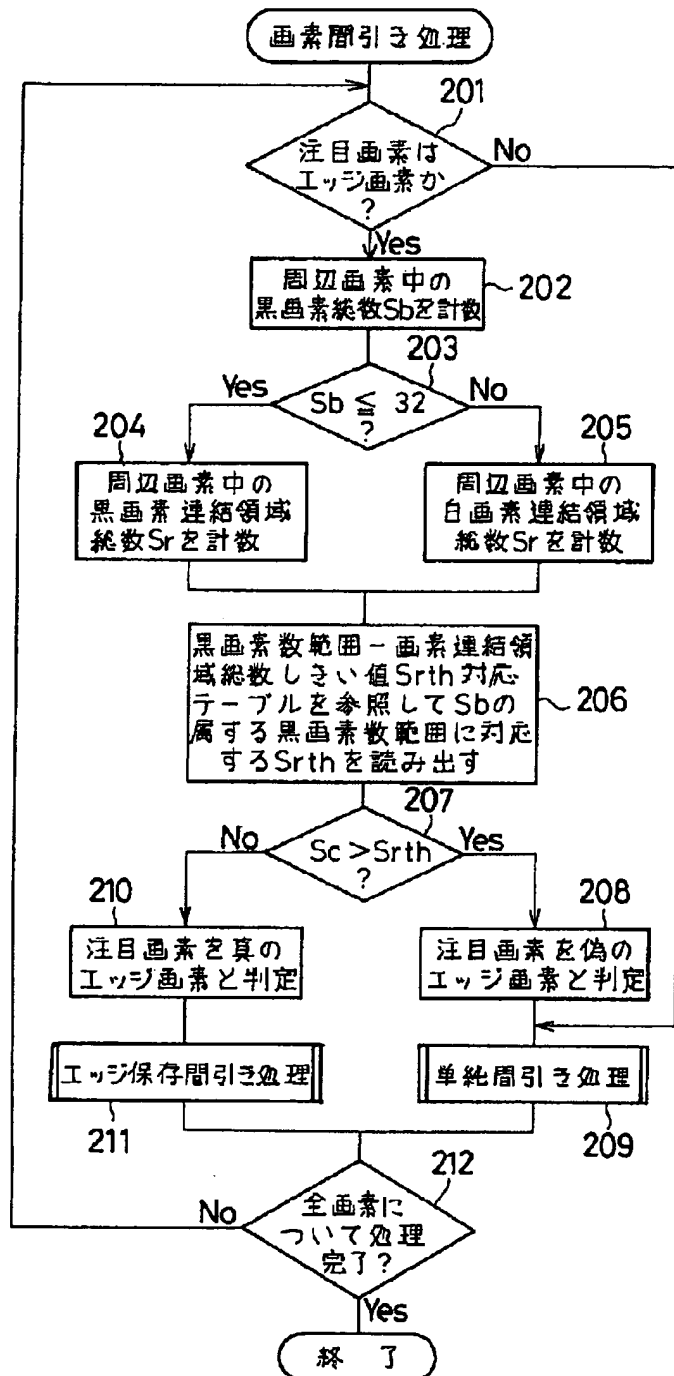 画素間引き処理
201
注目画素は
エッジ画素か
?
No
Yes
周辺画素中の
黒画素総数Sbを計数
202
203
Yes
Sb ≦ 32
?
No
204
周辺画素中の
黒画素連結領域
総数Srを計数
205
周辺画素中の
白画素連結領域
総数Srを計数
黒画素数範囲－画素連結領
域総数しきい値Srth対応
テーブルを参照してSbの
属する黒画素数範囲に対応
するSrthを読み出す
206
207
No
Sc>Srth
?
Yes
210
注目画素を真の
エッジ画素と判定
208
注目画素を偽の
エッジ画素と判定
エッジ保存間引き処理
211
単純間引き処理
209
212
No
全画素に
ついて処理
完了?
Yes
終 了